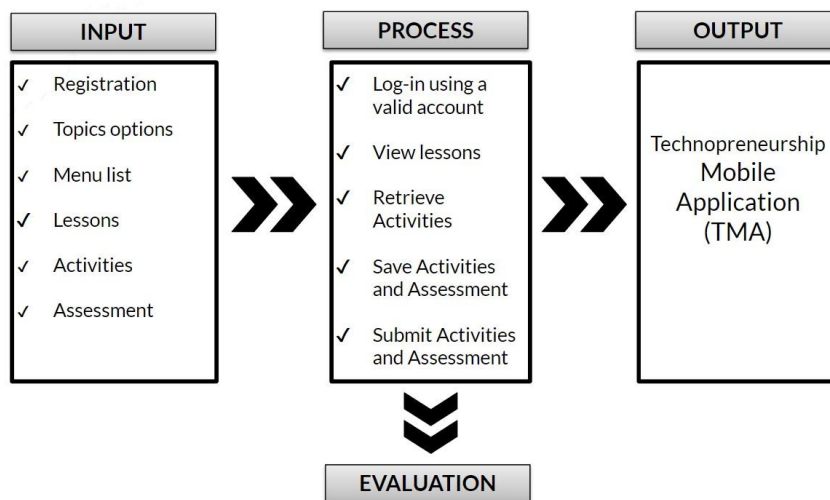 INPUT
Registration
Topics options
Menu list
Lessons
Activities
Assessment
PROCESS
Log-in using a
valid account
View lessons
Retrieve
Activities
Save Activities
and Assessment
Submit Activities
and Assessment
OUTPUT
Technopreneurship
Mobile
Application
(TMA)
EVALUATION